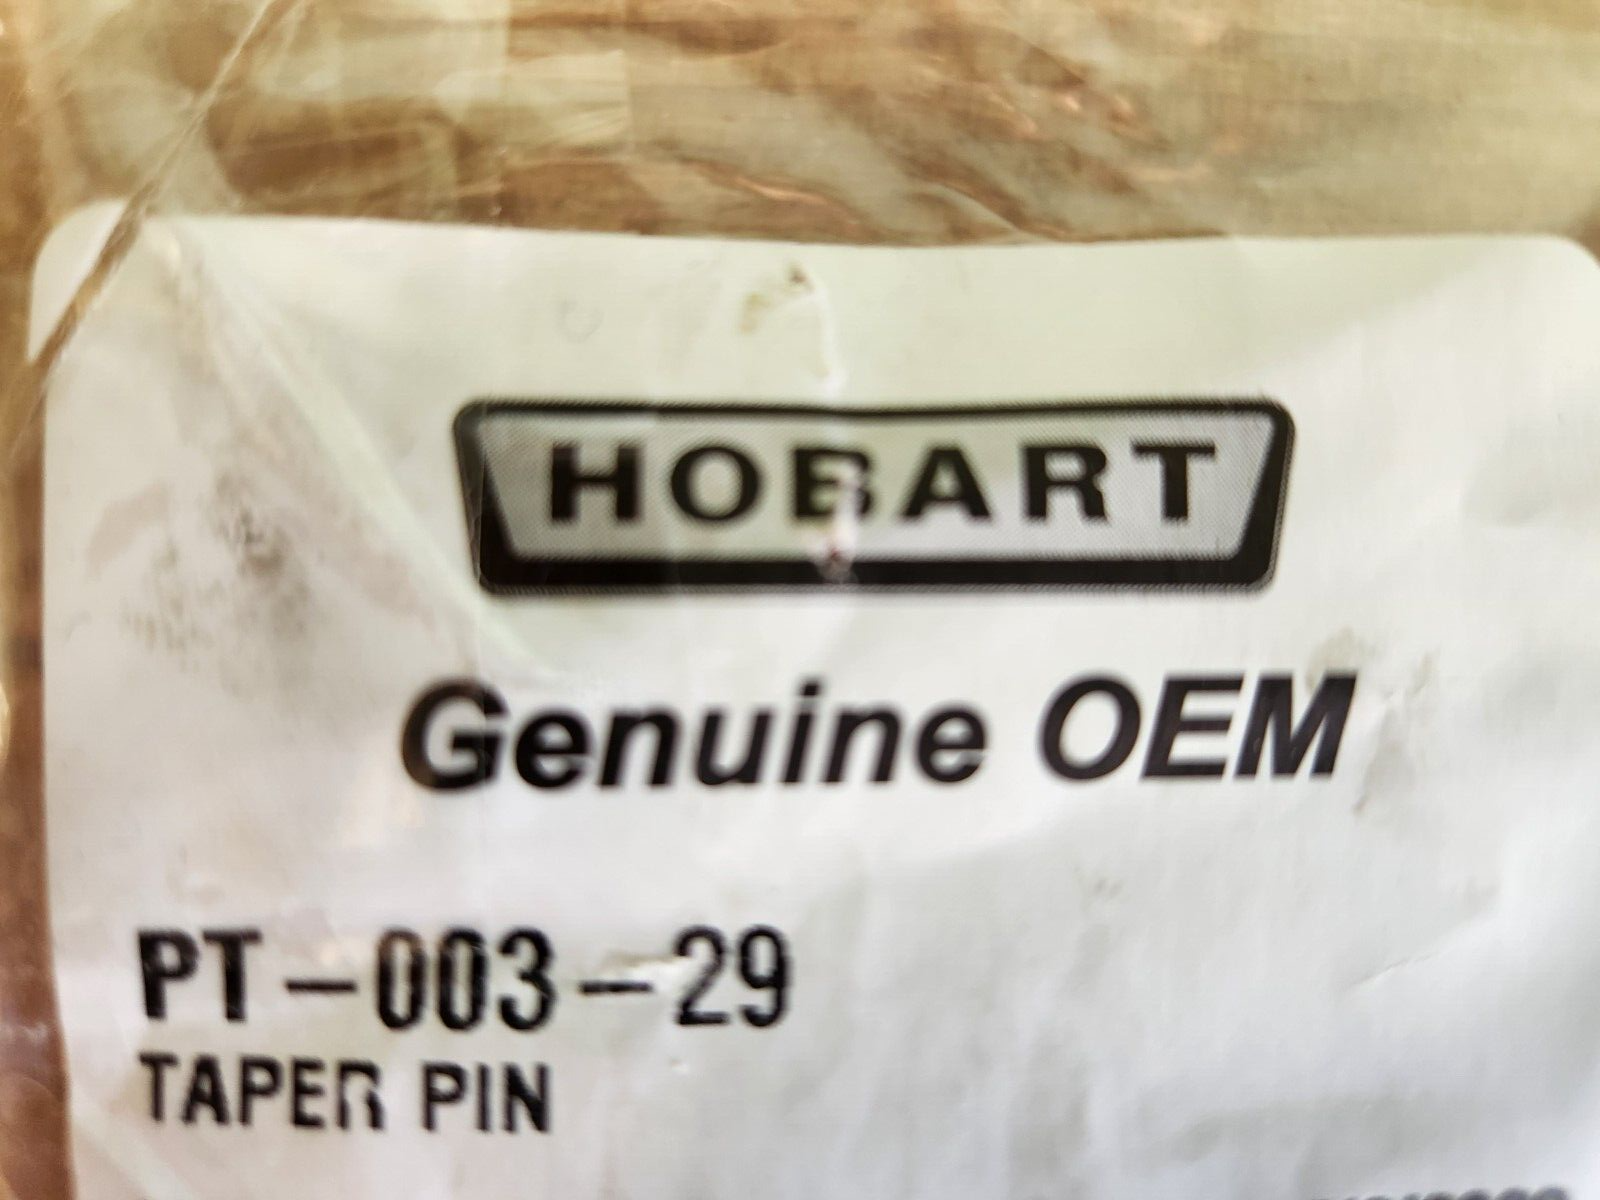 HOBART
Genuine OEM
PT-003-29
TAPER PIN